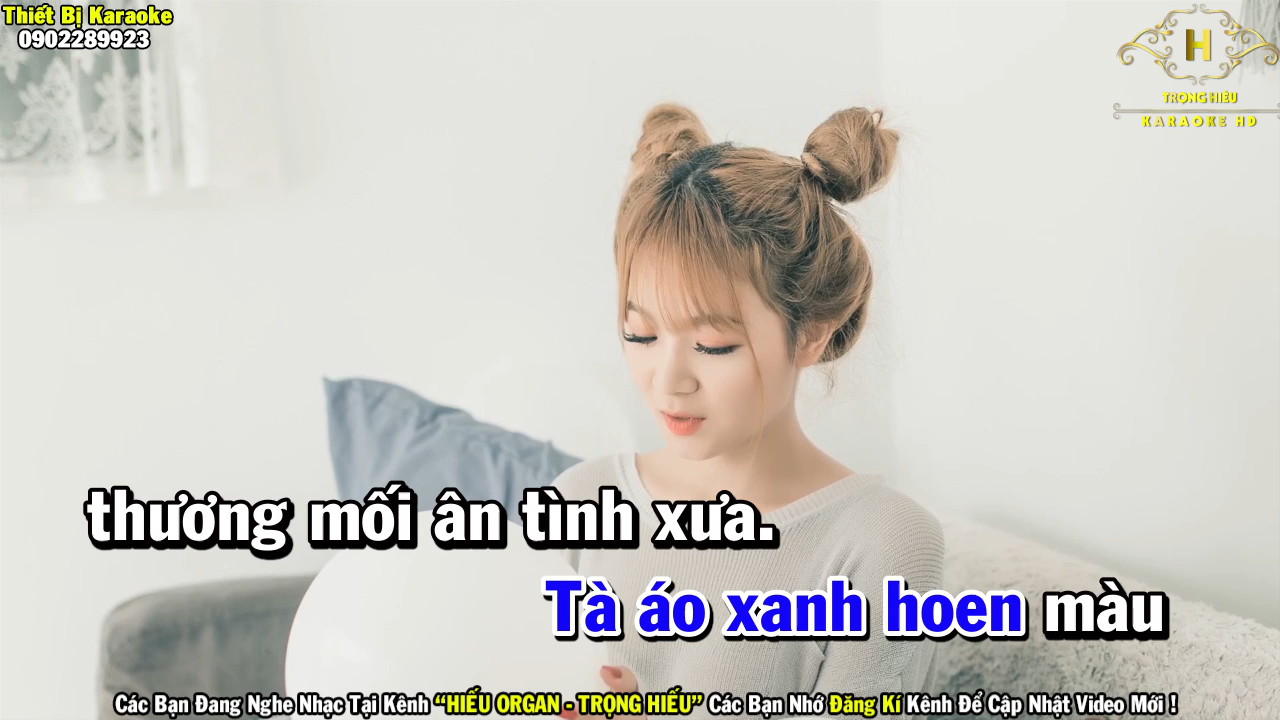 Thiết Bị Karaoke
0902289923
H
TRỌNG HIẾU
KARAOKE HD
thương mối ân tình xưa.
Tà áo xanh hoen màu
Các Bạn Đang Nghe Nhạc Tại Kênh “HIẾU ORGAN - TRỌNG HIẾU” Các Bạn Nhớ Đăng Kí Kênh Để Cập Nhật Video Mới !